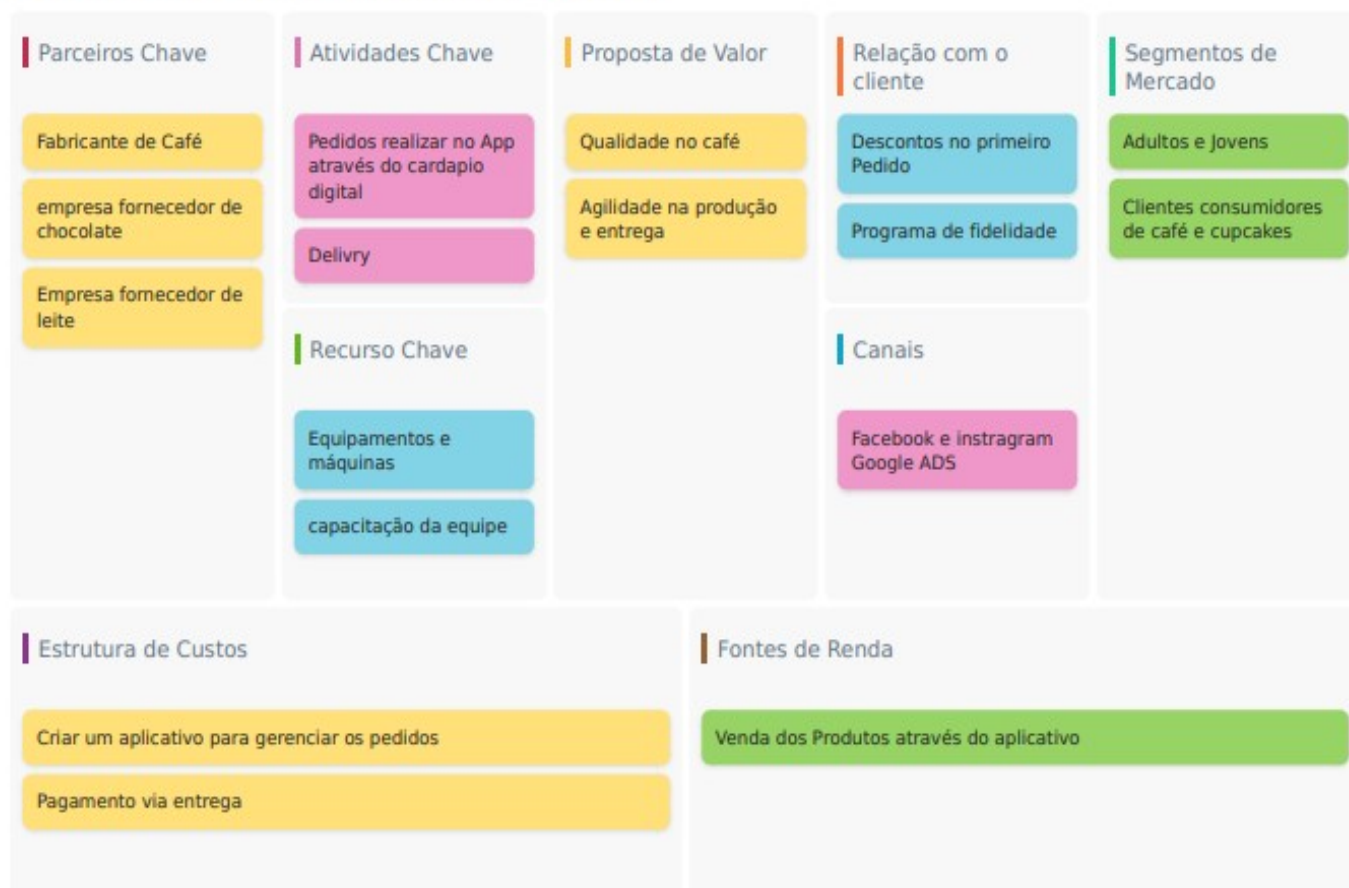 Parceiros Chave
Fabricante de Café
empresa fornecedor de
chocolate
Empresa fornecedor de
leite
Atividades Chave
Pedidos realizar no App
através do cardapio
digital
Delivry
Recurso Chave
Equipamentos e
máquinas
capacitação da equipe
Proposta de Valor
Qualidade no café
Agilidade na produção
e entrega
Relação com o
cliente
Descontos no primeiro
Pedido
Programa de fidelidade
Canais
Facebook e instragram
Google ADS
Segmentos de
Mercado
Adultos e Jovens
Clientes consumidores
de café e cupcakes
Estrutura de Custos
Criar um aplicativo para gerenciar os pedidos
Pagamento via entrega
Fontes de Renda
Venda dos Produtos através do aplicativo